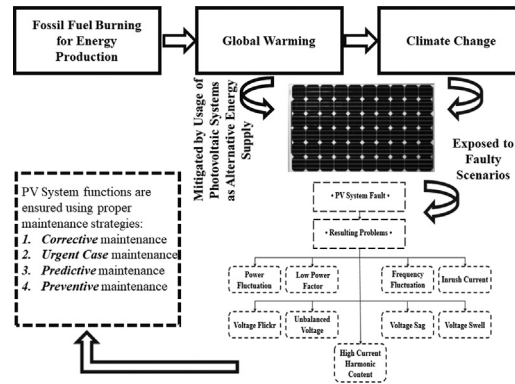 Fossil Fuel Burning
for Energy
Production
Global Warming
Climate Change
Mitigated by Usage of
Photovoltaic Systems
as Alternative Energy
Supply
Exposed to
Faulty
Scenarios
PV System functions are
ensured using proper
maintenance strategies:
1. Corrective maintenance
2. Urgent Case maintenance
3. Predictive maintenance
4. Preventive maintenance
• PV System Fault •
• Resulting Problems •
Power
Fluctuation
Low Power
Factor
Frequency
Fluctuation
Inrush Current
Voltage Flickr
Unbalanced
Voltage
Voltage Sag
Voltage Swell
High Current
Harmonic
Content